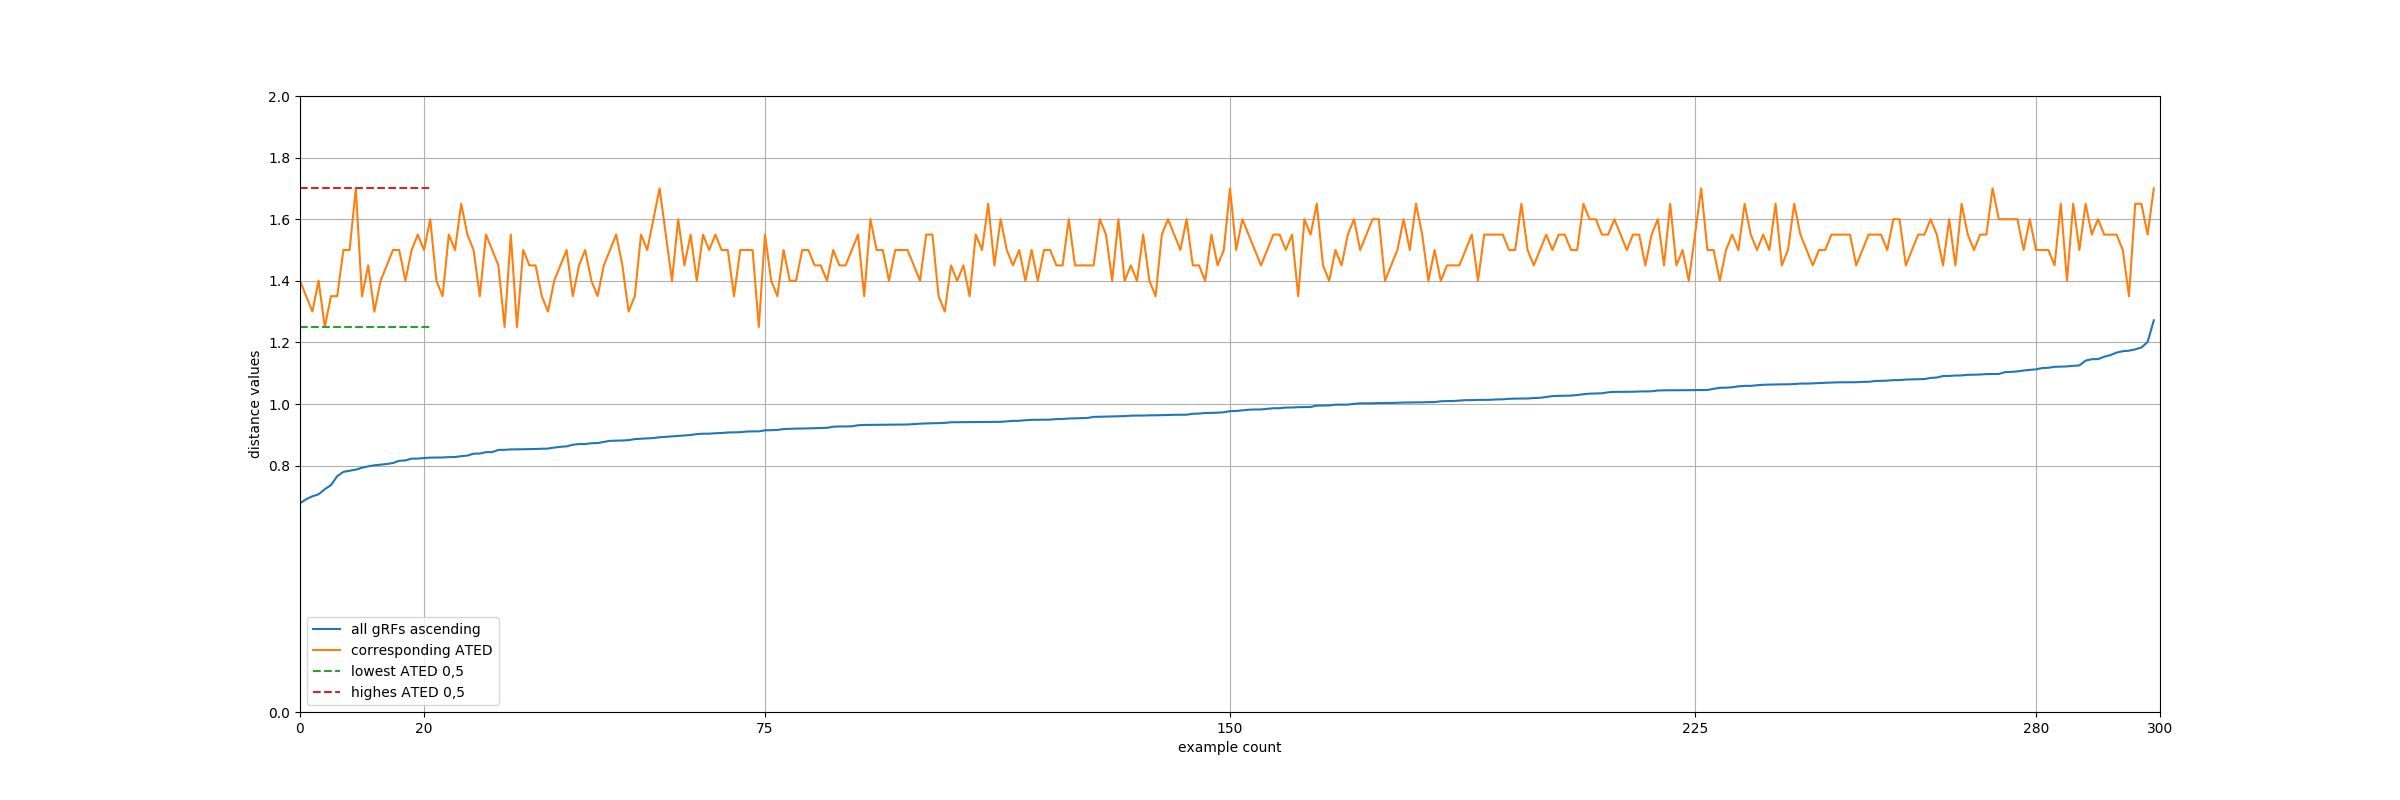 2.0
1.8
1.6
1.4
1.2
1.0
0.8
0.0
distance values
all gRFs ascending
corresponding ATED
lowest ATED 0,5
highes ATED 0,5
0 20 75 150 225 280 300
example count